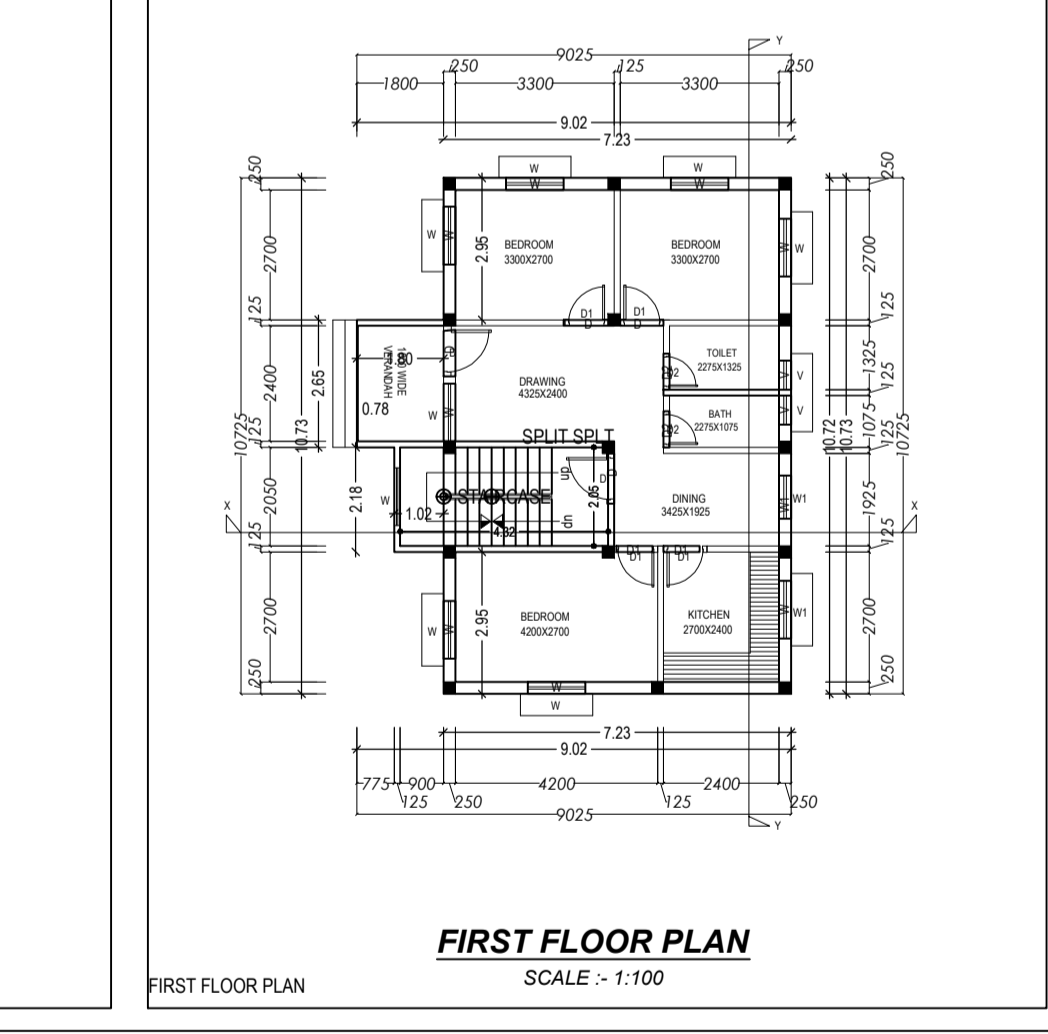 Y
9025
250
125
250
1800
3300
3300
9.02
7.23
W
W
W
W
250
250
2700
2700
W
W
2.95
BEDROOM
3300X2700
BEDROOM
3300X2700
W
W
125
125
D1
D
D1
D
1325
2400
2.65
1.80
VERANDAH
0.78
DRAWING
4325X2400
TOILET
2275X1325
D2
V
V
125
W
W
BATH
2275X1075
D2
V
V
1075
SPLIT SPLT
10725
10.73
125
10.72
10.73
125
10725
X
2050
2.18
W
1.02
STAIRCASE
up
dn
4.32
2.05
D
D
DINING
3425X1925
W1
W1
1925
X
125
125
D1
D1
D1
D1
2700
W
W
2.95
BEDROOM
4200X2700
KITCHEN
2700X2400
W
W1
2700
250
250
W
W
7.23
9.02
775
900
4200
2400
125
250
125
250
9025
Y
FIRST FLOOR PLAN
SCALE :- 1:100
FIRST FLOOR PLAN